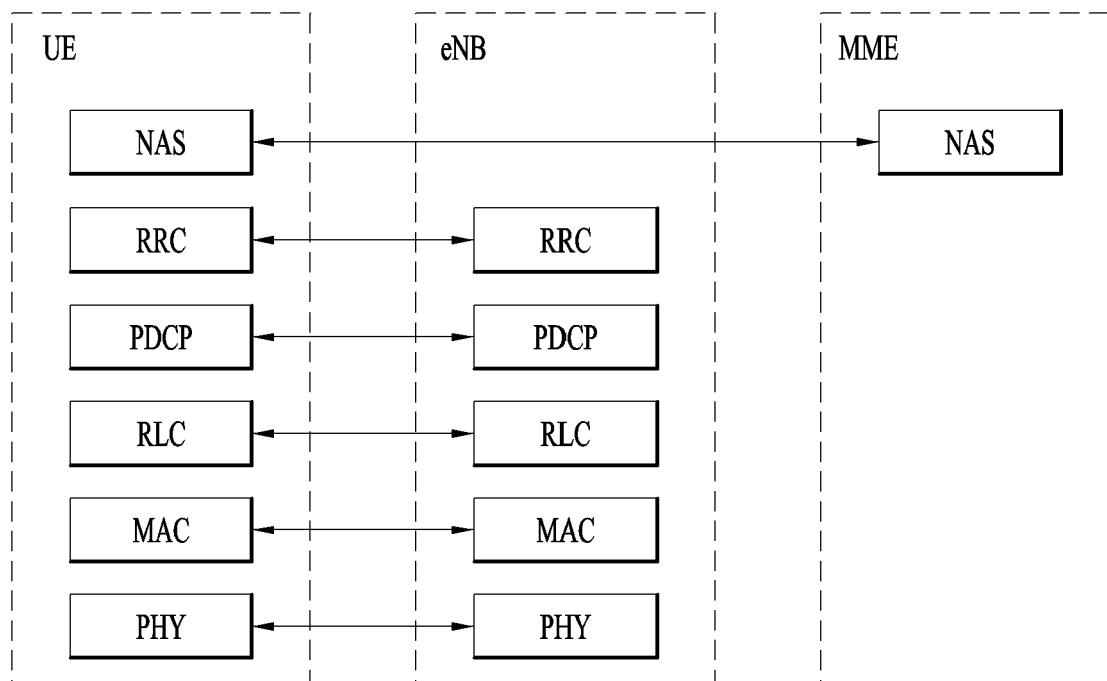 UE eNB MME
NAS NAS
RRC RRC
PDCP PDCP
RLC RLC
MAC MAC
PHY PHY